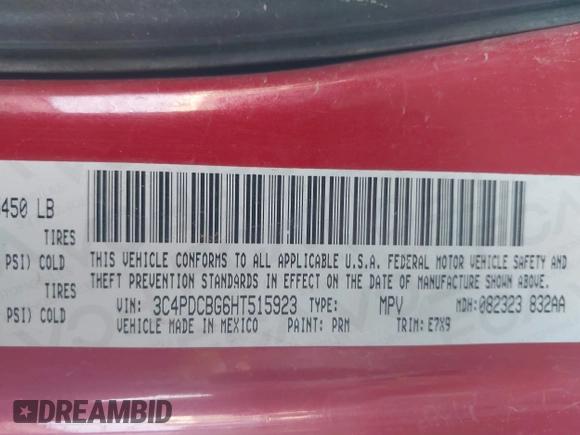 450 LB
TIRES
PSI) COLD
TIRES
PSI) COLD
THIS VEHICLE CONFORMS TO ALL APPLICABLE U.S.A. FEDERAL MOTOR VEHICLE SAFETY AND
THEFT PREVENTION STANDARDS IN EFFECT ON THE DATE OF MANUFACTURE SHOWN ABOVE.
VIN: 3C4PDCBG6HT515923 TYPE: MPV MDH: 082323 832AA
VEHICLE MADE IN MEXICO PAINT: PRM TRIM: E7X9
DREAMBID